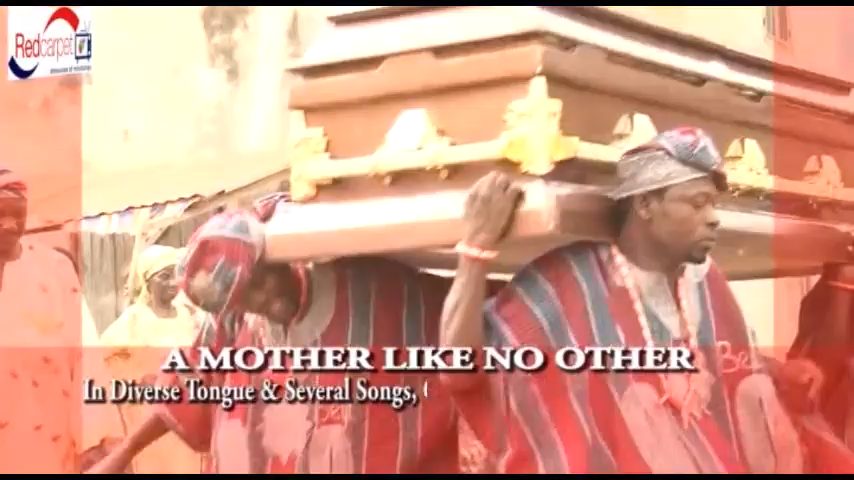 Redcarpet
A MOTHER LIKE NO OTHER
In Diverse Tongue & Several Songs,